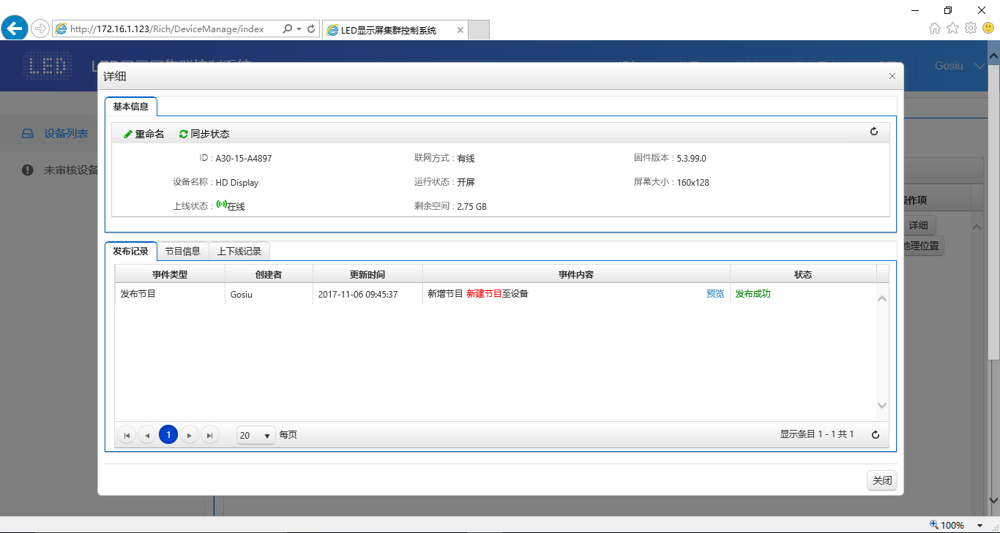 http://172.16.1.123/Rich/DeviceManage/index
LED显示屏集群控制系统
LED
Gosiu
详细
设备列表
未审核设备
基本信息
重命名 同步状态
ID : A30-15-A4897 联网方式 : 有线 固件版本 : 5.3.99.0
设备名称 : HD Display 运行状态 : 开屏 屏幕大小 : 160x128
上线状态 : 在线 剩余空间 : 2.75 GB
作项
详细
地理位置
发布记录 节目信息 上下线记录
事件类型 创建者 更新时间 事件内容 状态
发布节目 Gosiu 2017-11-06 09:45:37 新增节目 新建节目至设备 预览 发布成功
1 20 每页 显示条目 1 - 1 共 1
关闭
100%